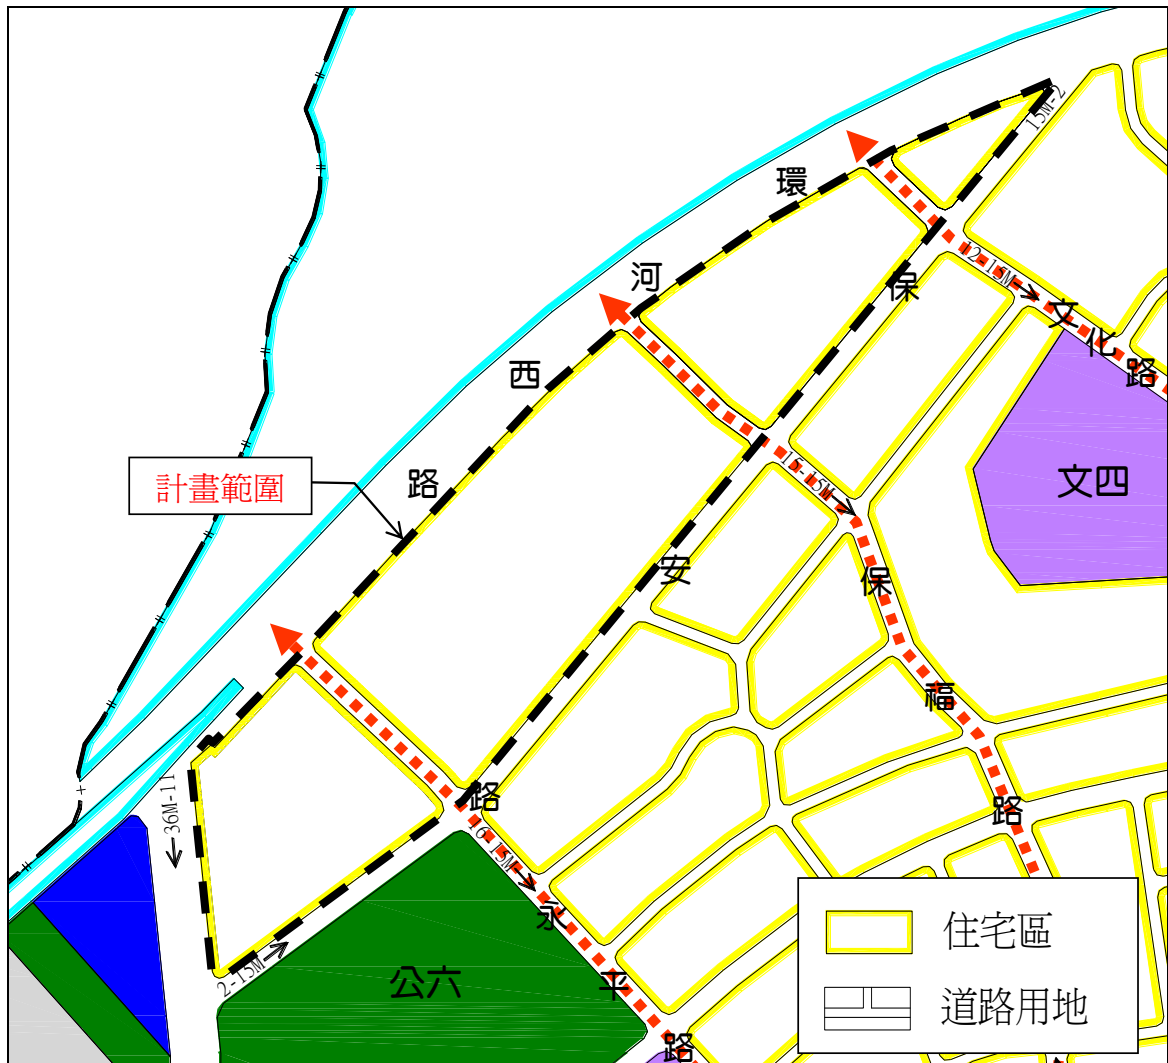 15M-2
環河西路
保安路
12-15M
文化路
文四
計畫範圍
15-15M
保福路
36M-11
16-15M
永平路
2-15M
公六
住宅區
道路用地